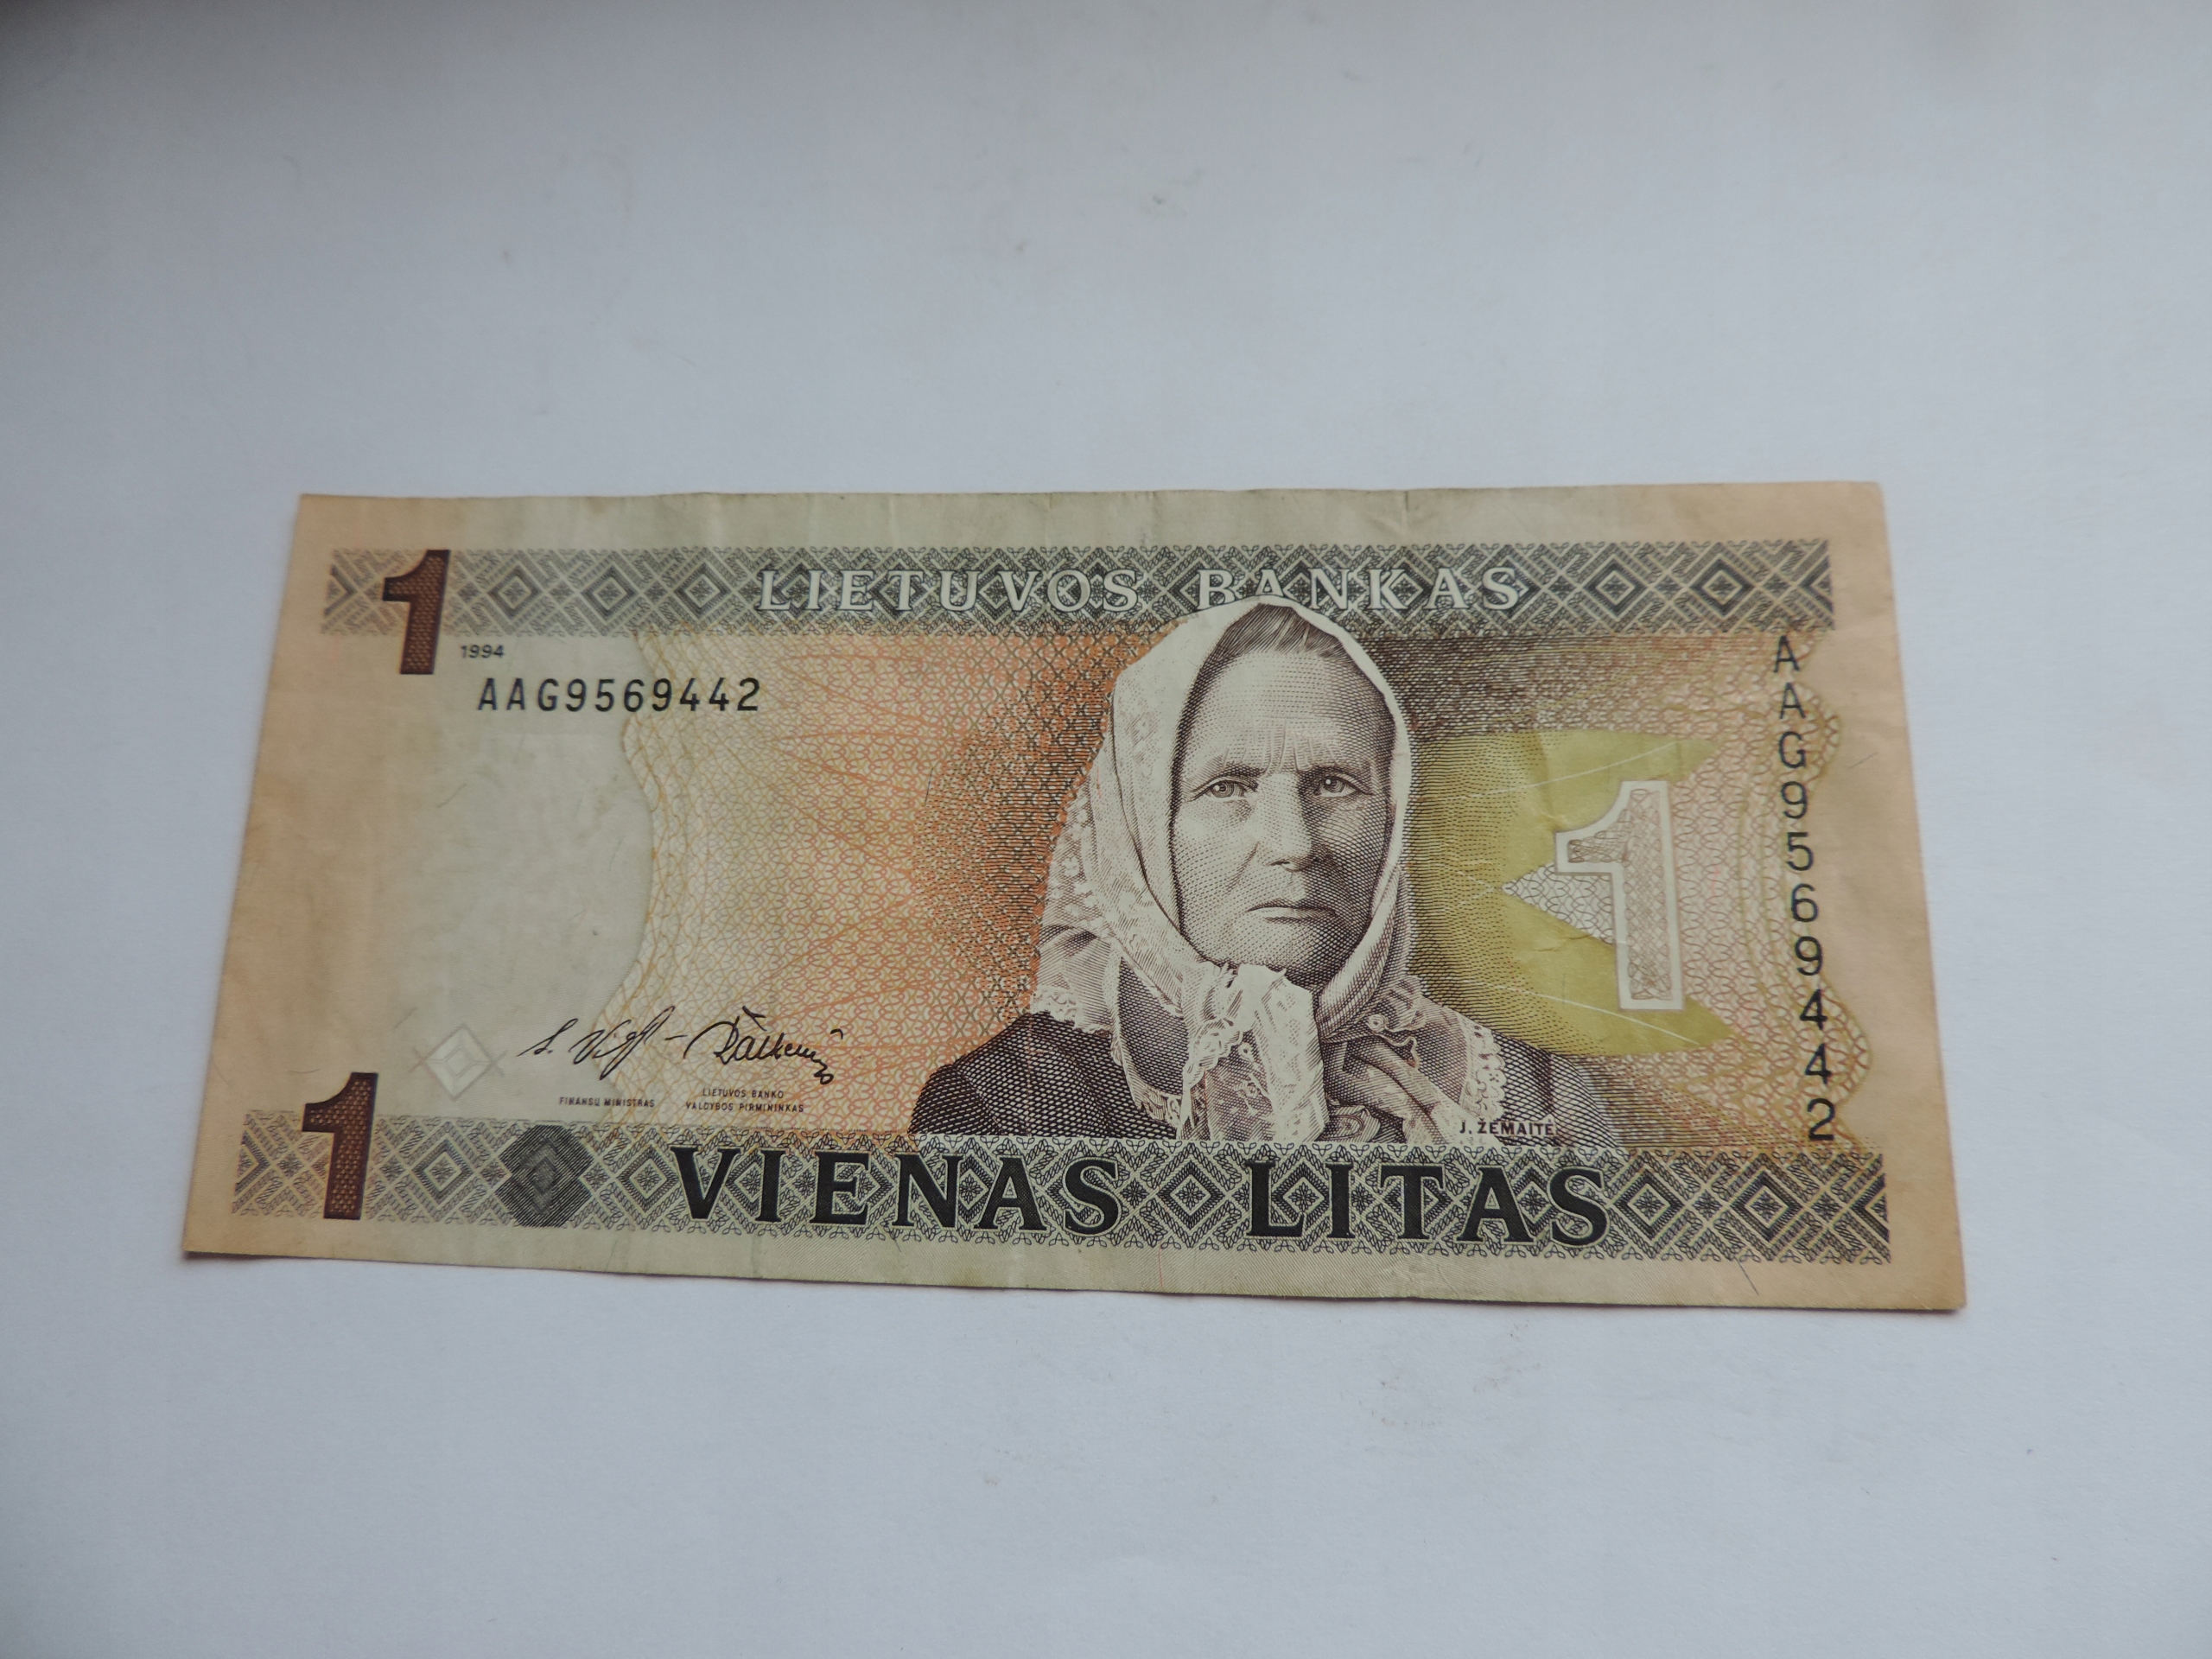 LIETUVOS BANKAS
1
1994
AAG9569442
AAG9569442
1
FINANSŲ MINISTRAS
LIETUVOS BANKO
VALDYBOS PIRMININKAS
J. ŽEMAITĖ
1
VIENAS LITAS